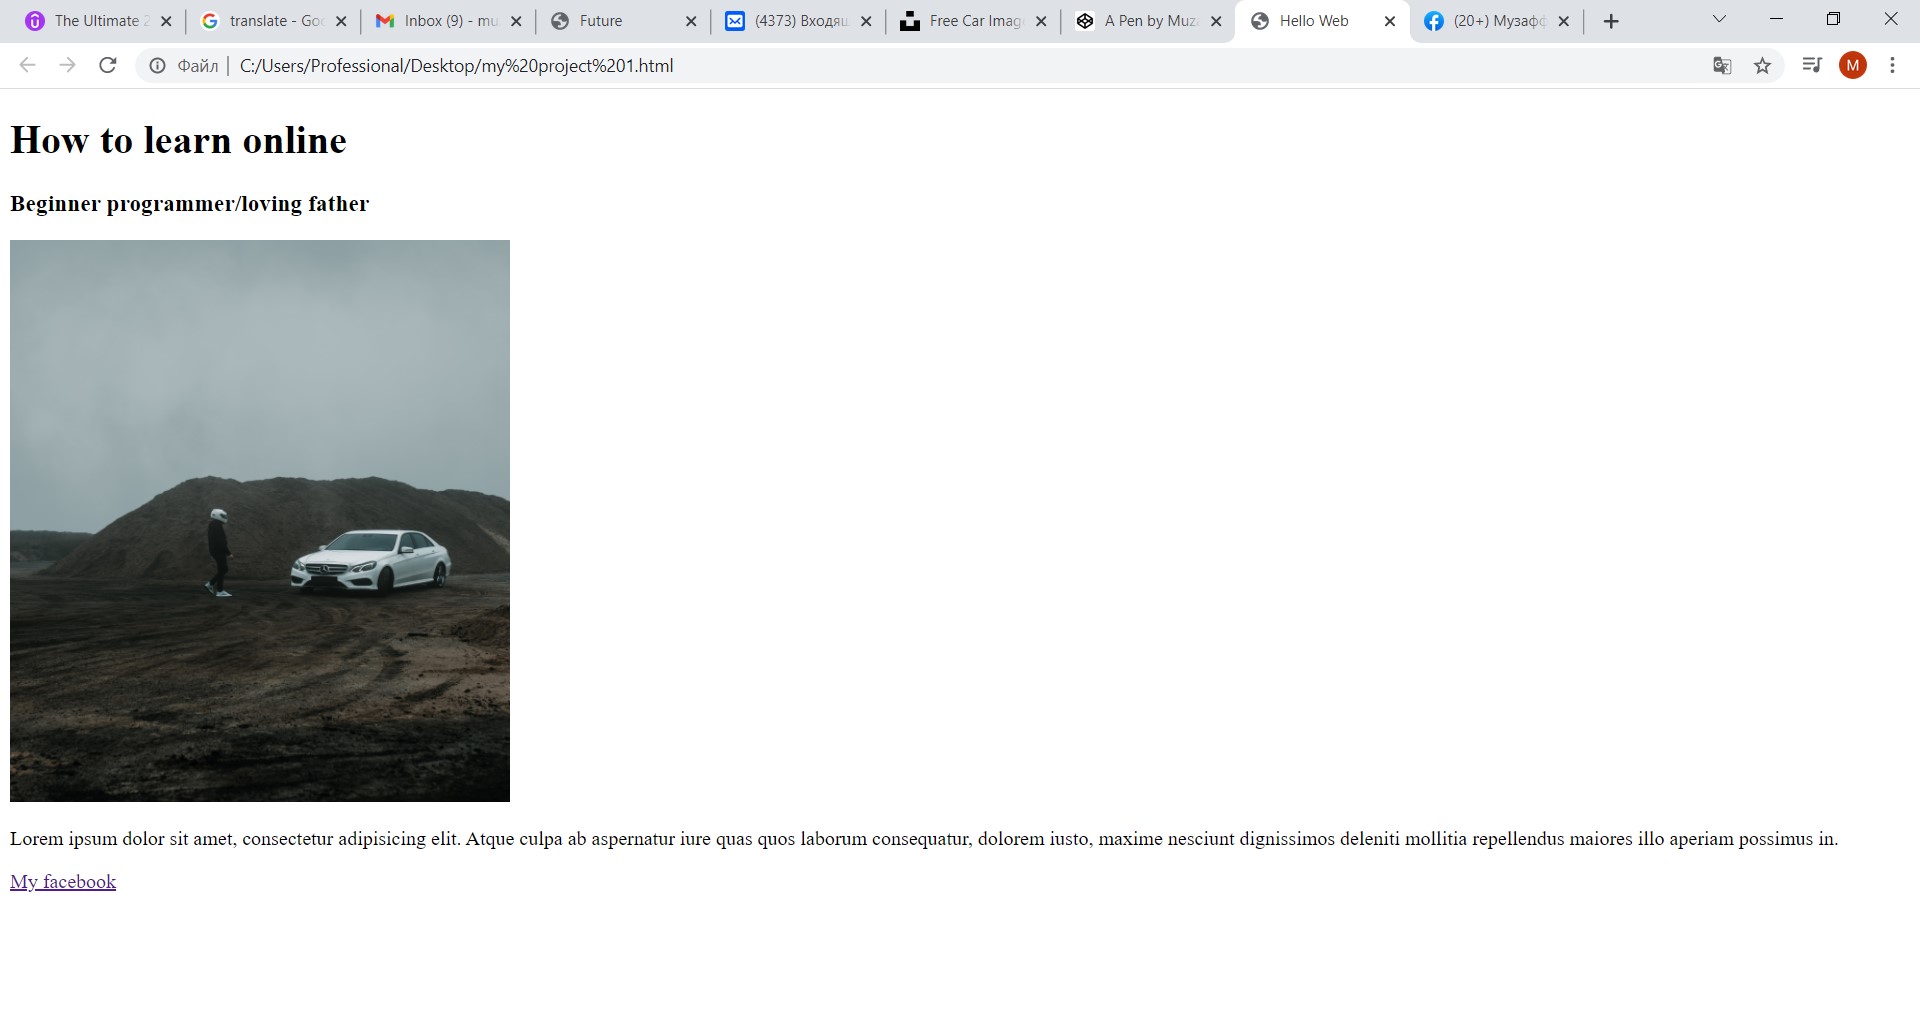 The Ultimate 2
translate - Goo
Inbox (9) - mu
Future
(4373) Входящ
Free Car Imag
A Pen by Muz
Hello Web
(20+) Музафф
Файл | C:/Users/Professional/Desktop/my%20project%201.html
M
How to learn online
Beginner programmer/loving father
Lorem ipsum dolor sit amet, consectetur adipisicing elit. Atque culpa ab aspernatur iure quas quos laborum consequatur, dolorem iusto, maxime nesciunt dignissimos deleniti mollitia repellendus maiores illo aperiam possimus in.
My facebook